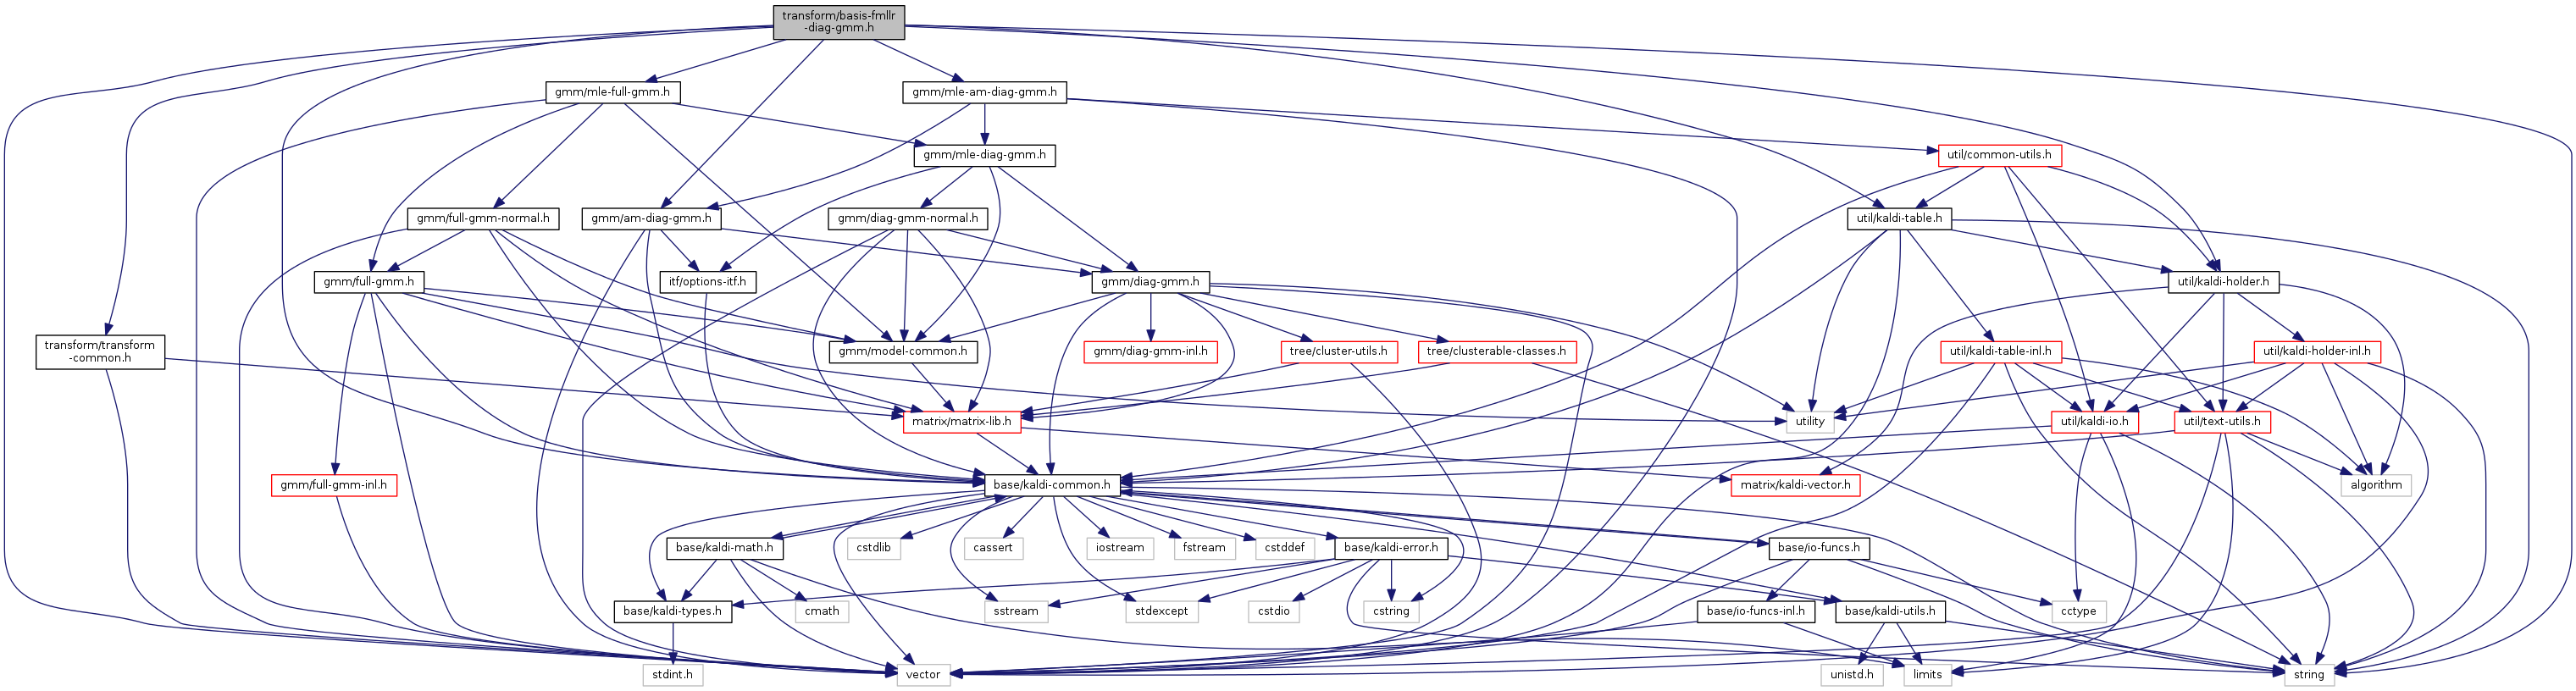 transform/basis-fmllr
-diag-gmm.h
gmm/mle-full-gmm.h
gmm/mle-am-diag-gmm.h
gmm/mle-diag-gmm.h
util/common-utils.h
gmm/full-gmm-normal.h
gmm/am-diag-gmm.h
gmm/diag-gmm-normal.h
util/kaldi-table.h
gmm/full-gmm.h
itf/options-itf.h
gmm/diag-gmm.h
util/kaldi-holder.h
transform/transform
-common.h
gmm/model-common.h
gmm/diag-gmm-inl.h
tree/cluster-utils.h
tree/clusterable-classes.h
util/kaldi-table-inl.h
util/kaldi-holder-inl.h
matrix/matrix-lib.h
utility
util/kaldi-io.h
util/text-utils.h
gmm/full-gmm-inl.h
base/kaldi-common.h
matrix/kaldi-vector.h
algorithm
base/kaldi-math.h
cstdlib
cassert
iostream
fstream
cstddef
base/kaldi-error.h
base/io-funcs.h
base/kaldi-types.h
cmath
sstream
stdexcept
cstdio
cstring
base/io-funcs-inl.h
base/kaldi-utils.h
cctype
stdint.h
vector
unistd.h
limits
string